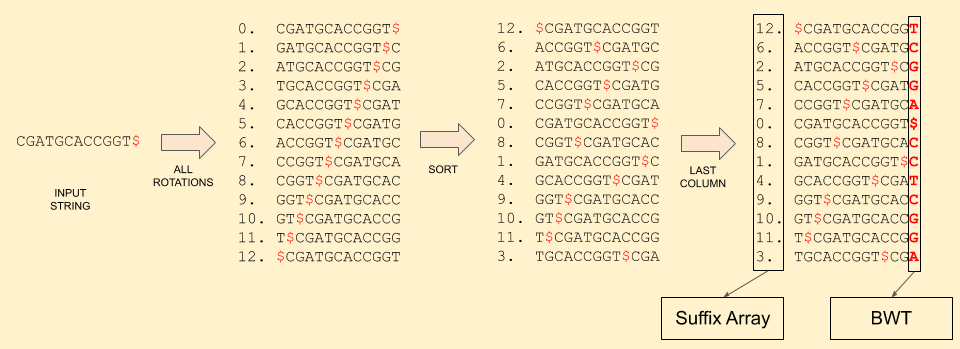 CGATGCACCGGT$
INPUT
STRING
ALL
ROTATIONS
0. CGATGCACCGGT$
1. GATGCACCGGT$C
2. ATGCACCGGT$CG
3. TGCACCGGT$CGA
4. GCACCGGT$CGAT
5. CACCGGT$CGATG
6. ACCGGT$CGATGC
7. CCGGT$CGATGCA
8. CGGT$CGATGCAC
9. GGT$CGATGCACC
10. GT$CGATGCACCG
11. T$CGATGCACCGG
12. $CGATGCACCGGT
SORT
12. $CGATGCACCGGT
6. ACCGGT$CGATGC
2. ATGCACCGGT$CG
5. CACCGGT$CGATG
7. CCGGT$CGATGCA
0. CGATGCACCGGT$
8. CGGT$CGATGCAC
1. GATGCACCGGT$C
4. GCACCGGT$CGAT
9. GGT$CGATGCACC
10. GT$CGATGCACCG
11. T$CGATGCACCGG
3. TGCACCGGT$CGA
LAST
COLUMN
12. $CGATGCACCGGT
6. ACCGGT$CGATGC
2. ATGCACCGGT$CG
5. CACCGGT$CGATG
7. CCGGT$CGATGCA
0. CGATGCACCGGT$
8. CGGT$CGATGCAC
1. GATGCACCGGT$C
4. GCACCGGT$CGAT
9. GGT$CGATGCACC
10. GT$CGATGCACCG
11. T$CGATGCACCGG
3. TGCACCGGT$CGA
Suffix Array
BWT